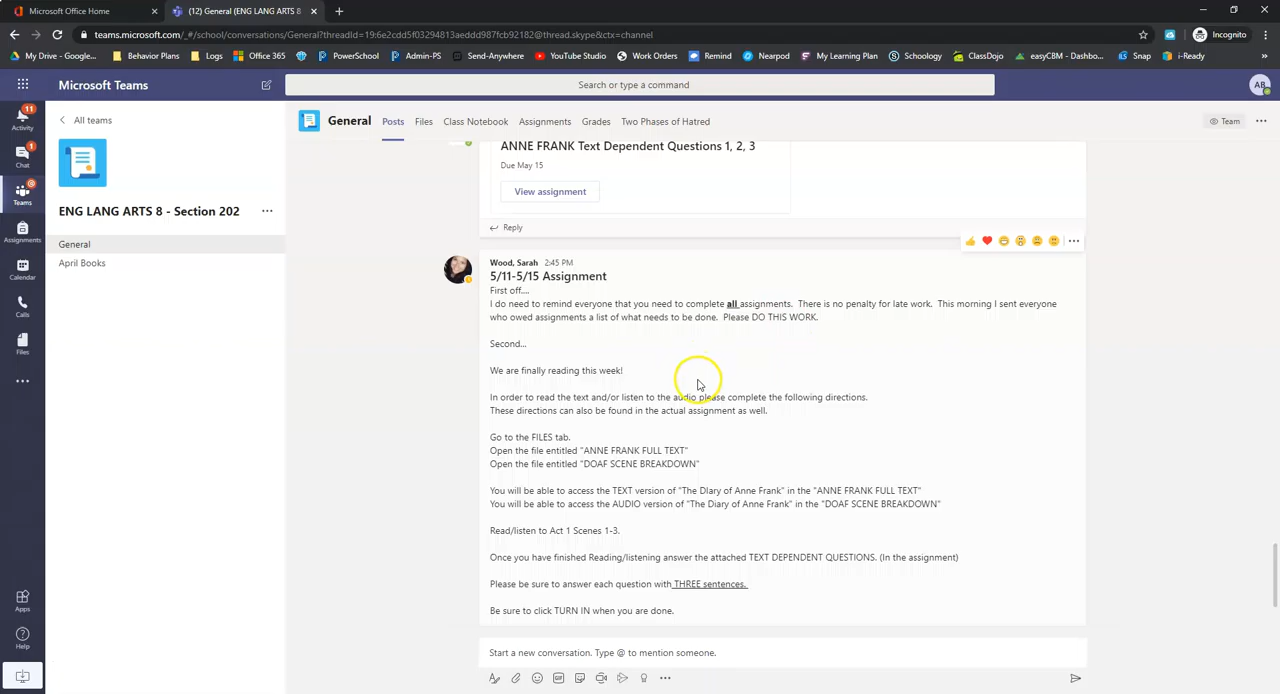 Microsoft Office Home
(12) General (ENG LANG ARTS 8
teams.microsoft.com/_#/school/conversations/General?threadId=19:6e2cdd5f03294813aeddd987fcb92182@thread.skype&ctx=channel
Incognito
My Drive - Google...
Behavior Plans
Logs
Office 365
PT
PowerSchool
Admin-PS
Send-Anywhere
YouTube Studio
Work Orders
Remind
Nearpod
My Learning Plan
Schoology
ClassDojo
easyCBM - Dashbo...
Snap
i-Ready
Microsoft Teams
Search or type a command
AB
11
Activity
1
Chat
Teams
Assignments
Calendar
Calls
Files
Apps
Help
All teams
ENG LANG ARTS 8 - Section 202
General
April Books
General
Posts
Files
Class Notebook
Assignments
Grades
Two Phases of Hatred
Team
ANNE FRANK Text Dependent Questions 1, 2, 3
Due May 15
View assignment
Reply
Wood, Sarah 2:45 PM
5/11-5/15 Assignment
First off....
I do need to remind everyone that you need to complete all assignments. There is no penalty for late work. This morning I sent everyone
who owed assignments a list of what needs to be done. Please DO THIS WORK.
Second...
We are finally reading this week!
In order to read the text and/or listen to the audio please complete the following directions.
These directions can also be found in the actual assignment as well.
Go to the FILES tab.
Open the file entitled "ANNE FRANK FULL TEXT"
Open the file entitled "DOAF SCENE BREAKDOWN"
You will be able to access the TEXT version of "The DIary of Anne Frank" in the "ANNE FRANK FULL TEXT"
You will be able to access the AUDIO version of "The Diary of Anne Frank" in the "DOAF SCENE BREAKDOWN"
Read/listen to Act 1 Scenes 1-3.
Once you have finished Reading/listening answer the attached TEXT DEPENDENT QUESTIONS. (In the assignment)
Please be sure to answer each question with THREE sentences.
Be sure to click TURN IN when you are done.
Start a new conversation. Type @ to mention someone.
GIF